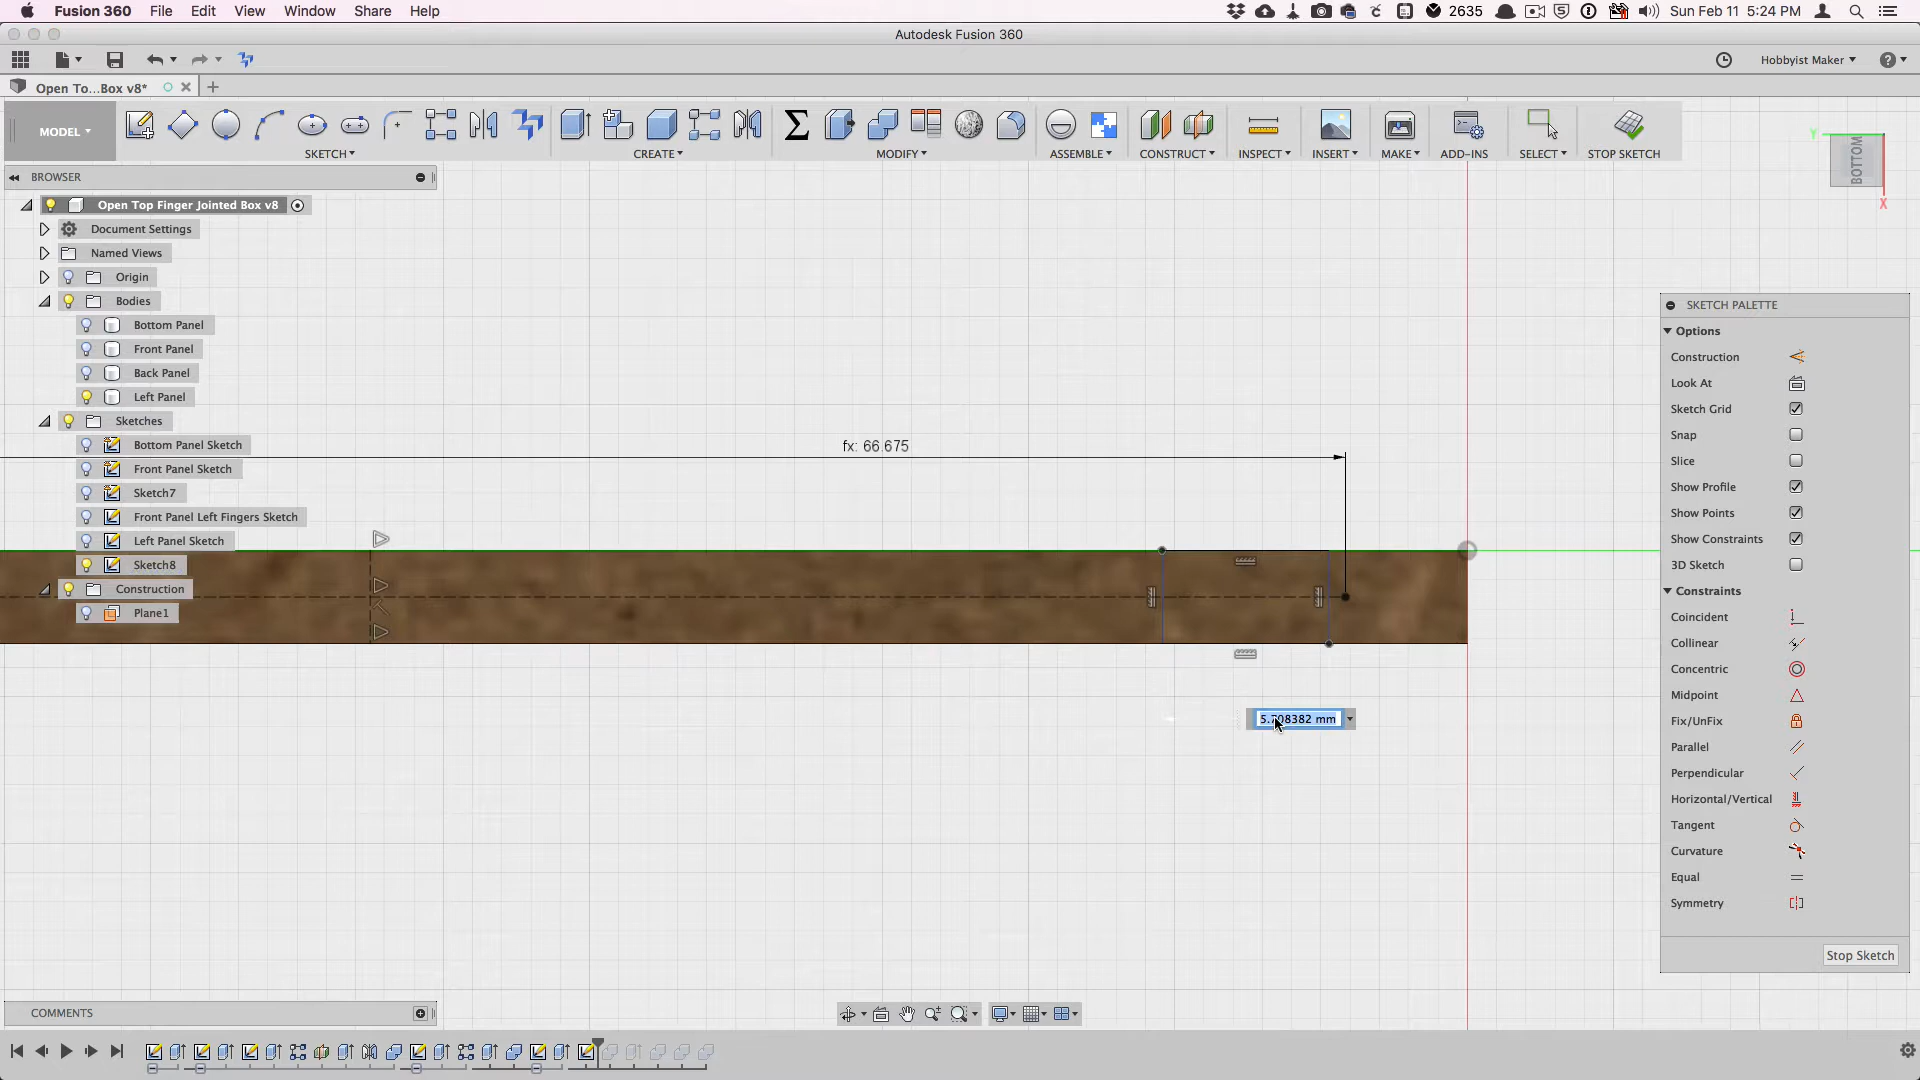 Fusion 360 File Edit View Window Share Help 2635 Sun Feb 11 5:24 PM
Autodesk Fusion 360
Hobbyist Maker
Open To...Box v8*
MODEL
SKETCH CREATE MODIFY ASSEMBLE CONSTRUCT INSPECT INSERT MAKE ADD-INS SELECT STOP SKETCH
BROWSER
Open Top Finger Jointed Box v8
Document Settings
Named Views
Origin
Bodies
Bottom Panel
Front Panel
Back Panel
Left Panel
Sketches
Bottom Panel Sketch
Front Panel Sketch
Sketch7
Front Panel Left Fingers Sketch
Left Panel Sketch
Sketch8
Construction
Plane1
fx: 66.675
Y
BOTTOM
X
SKETCH PALETTE
Options
Construction
Look At
Sketch Grid
Snap
Slice
Show Profile
Show Points
Show Constraints
3D Sketch
Constraints
Coincident
Collinear
Concentric
Midpoint
Fix/UnFix
Parallel
Perpendicular
Horizontal/Vertical
Tangent
Curvature
Equal
Symmetry
Stop Sketch
mm
COMMENTS